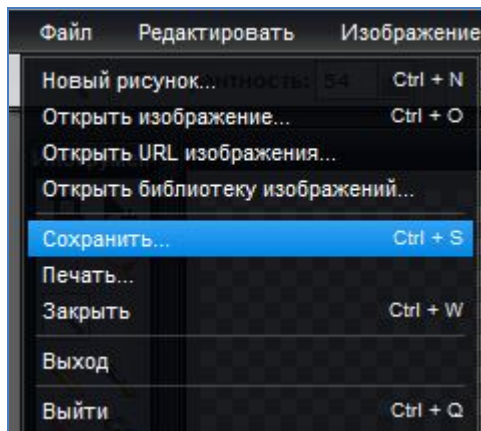 Файл Редактировать Изображение
Новый рисунок... Ctrl + N
Открыть изображение... Ctrl + O
Открыть URL изображения...
Открыть библиотеку изображений...
Сохранить... Ctrl + S
Печать...
Закрыть Ctrl + W
Выход
Выйти Ctrl + Q